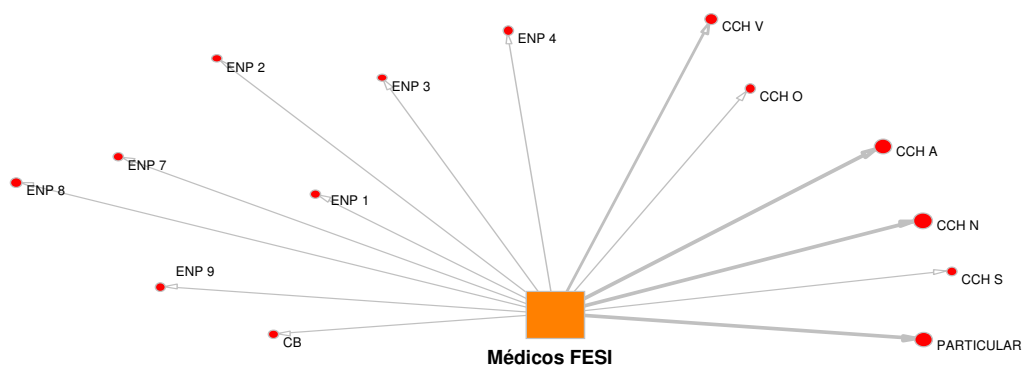 CCH V
ENP 4
ENP 2
ENP 3
CCH O
CCH A
ENP 7
ENP 8
ENP 1
CCH N
ENP 9
CCH S
CB
PARTICULAR
Médicos FESI